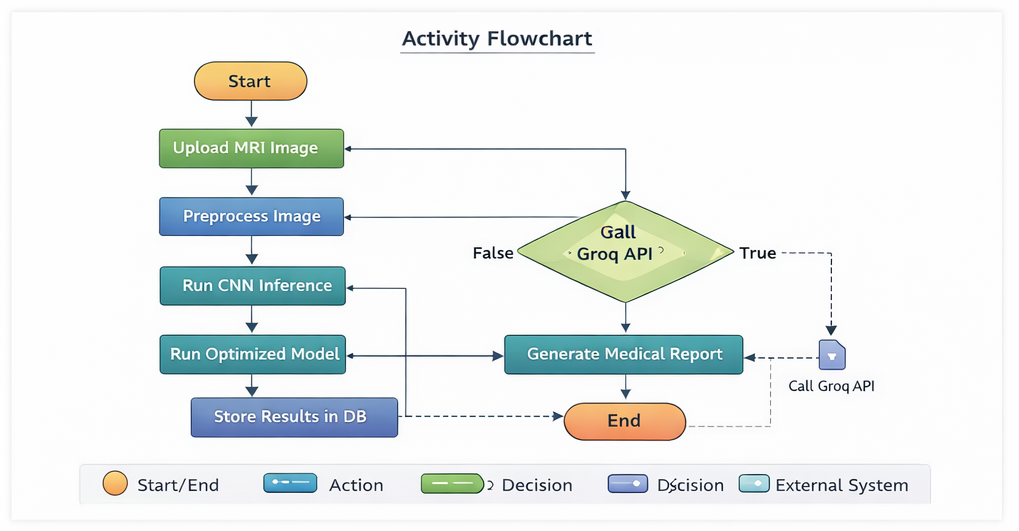 Activity Flowchart
Start
Upload MRI Image
Preprocess Image
Run CNN Inference
Run Optimized Model
Store Results in DB
Gall
Groq API ?
False
True
Generate Medical Report
Call Groq API
End
Start/End
Action
Decision
Dşcision
External System